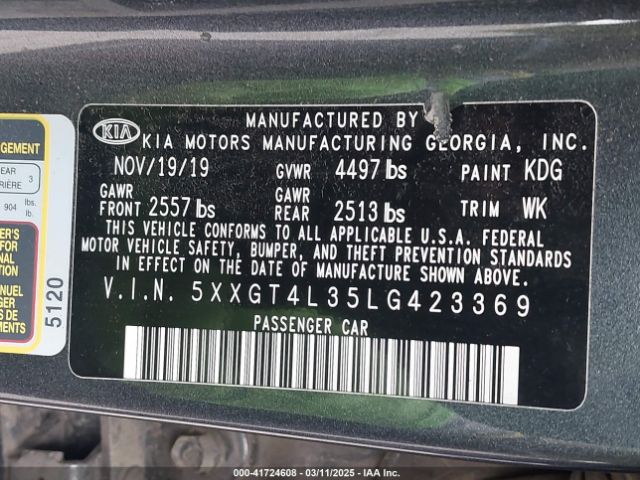 MANUFACTURED BY
KIA KIA MOTORS MANUFACTURING GEORGIA, INC.
NOV/19/19 GVWR 4497 lbs PAINT KDG
GAWR FRONT 2557 lbs GAWR REAR 2513 lbs TRIM WK
THIS VEHICLE CONFORMS TO ALL APPLICABLE U.S.A. FEDERAL
MOTOR VEHICLE SAFETY, BUMPER, AND THEFT PREVENTION STANDARDS
IN EFFECT ON THE DATE OF MANUFACTURE SHOWN ABOVE.
V.I.N. 5XXGT4L35LG423369
PASSENGER CAR
5120
3
904 lbs.
lb.
000-41724608 - 03/11/2025 - IAA Inc.